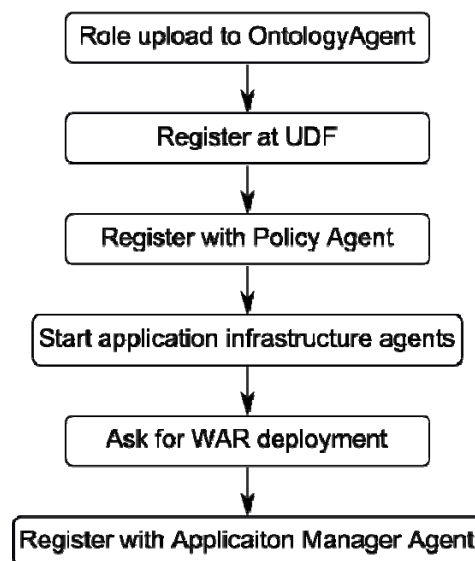 Role upload to OntologyAgent
Register at UDF
Register with Policy Agent
Start application infrastructure agents
Ask for WAR deployment
Register with Applicaiton Manager Agent